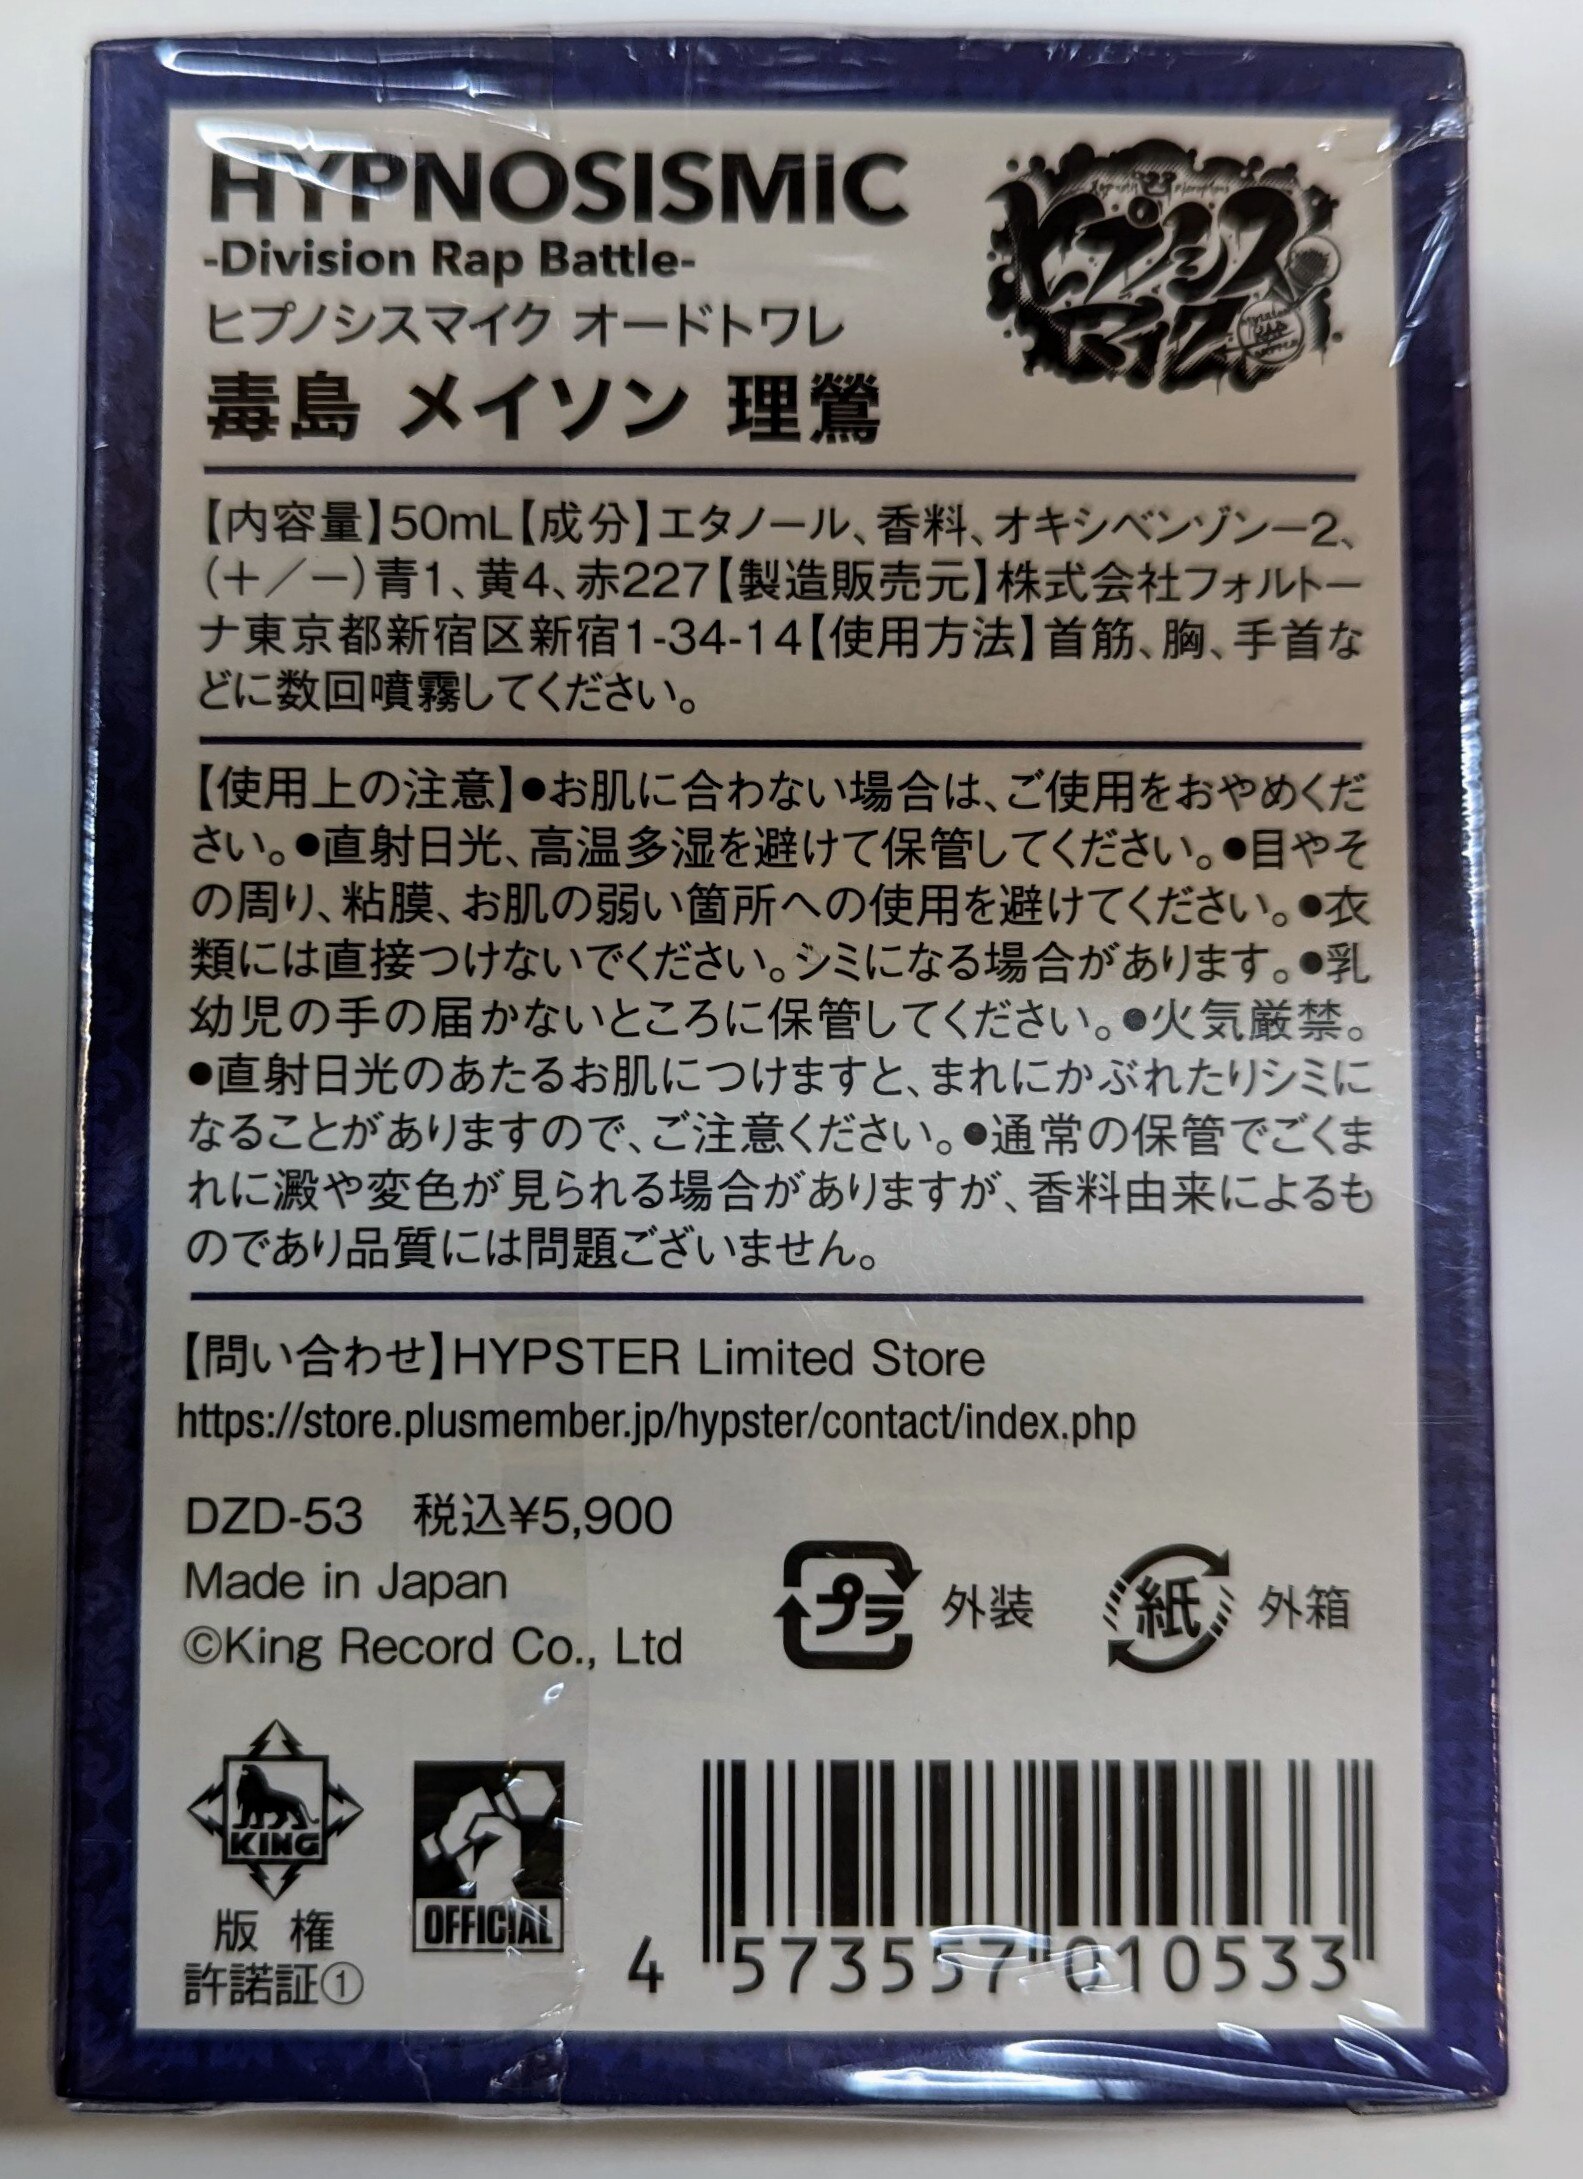 HYPNOSISMIC
-Division Rap Battle-
ヒプノシスマイク オードトワレ
毒島 メイソン 理鶯
ヒプノシスマイク
【内容量】50mL【成分】エタノール、香料、オキシベンゾンー2、
(+/−)青1、黄4、赤227【製造販売元】株式会社フォルトー
ナ東京都新宿区新宿1-34-14【使用方法】首筋、胸、手首な
どに数回噴霧してください。
【使用上の注意】●お肌に合わない場合は、ご使用をおやめくだ
さい。●直射日光、高温多湿を避けて保管してください。●目やそ
の周り、粘膜、お肌の弱い箇所への使用を避けてください。●衣
類には直接つけないでください。シミになる場合があります。●乳
幼児の手の届かないところに保管してください。●火気厳禁。
●直射日光のあたるお肌につけますと、まれにかぶれたりシミに
なることがありますので、ご注意ください。●通常の保管でごくま
れに澱や変色が見られる場合がありますが、香料由来によるも
のであり品質には問題ございません。
【問い合わせ】HYPSTER Limited Store
https://store.plusmember.jp/hypster/contact/index.php
DZD-53 税込¥5,900
Made in Japan
©King Record Co., Ltd
プラ 外装
紙 外箱
KING
版権
許諾証①
OFFICIAL
4 573557 010533